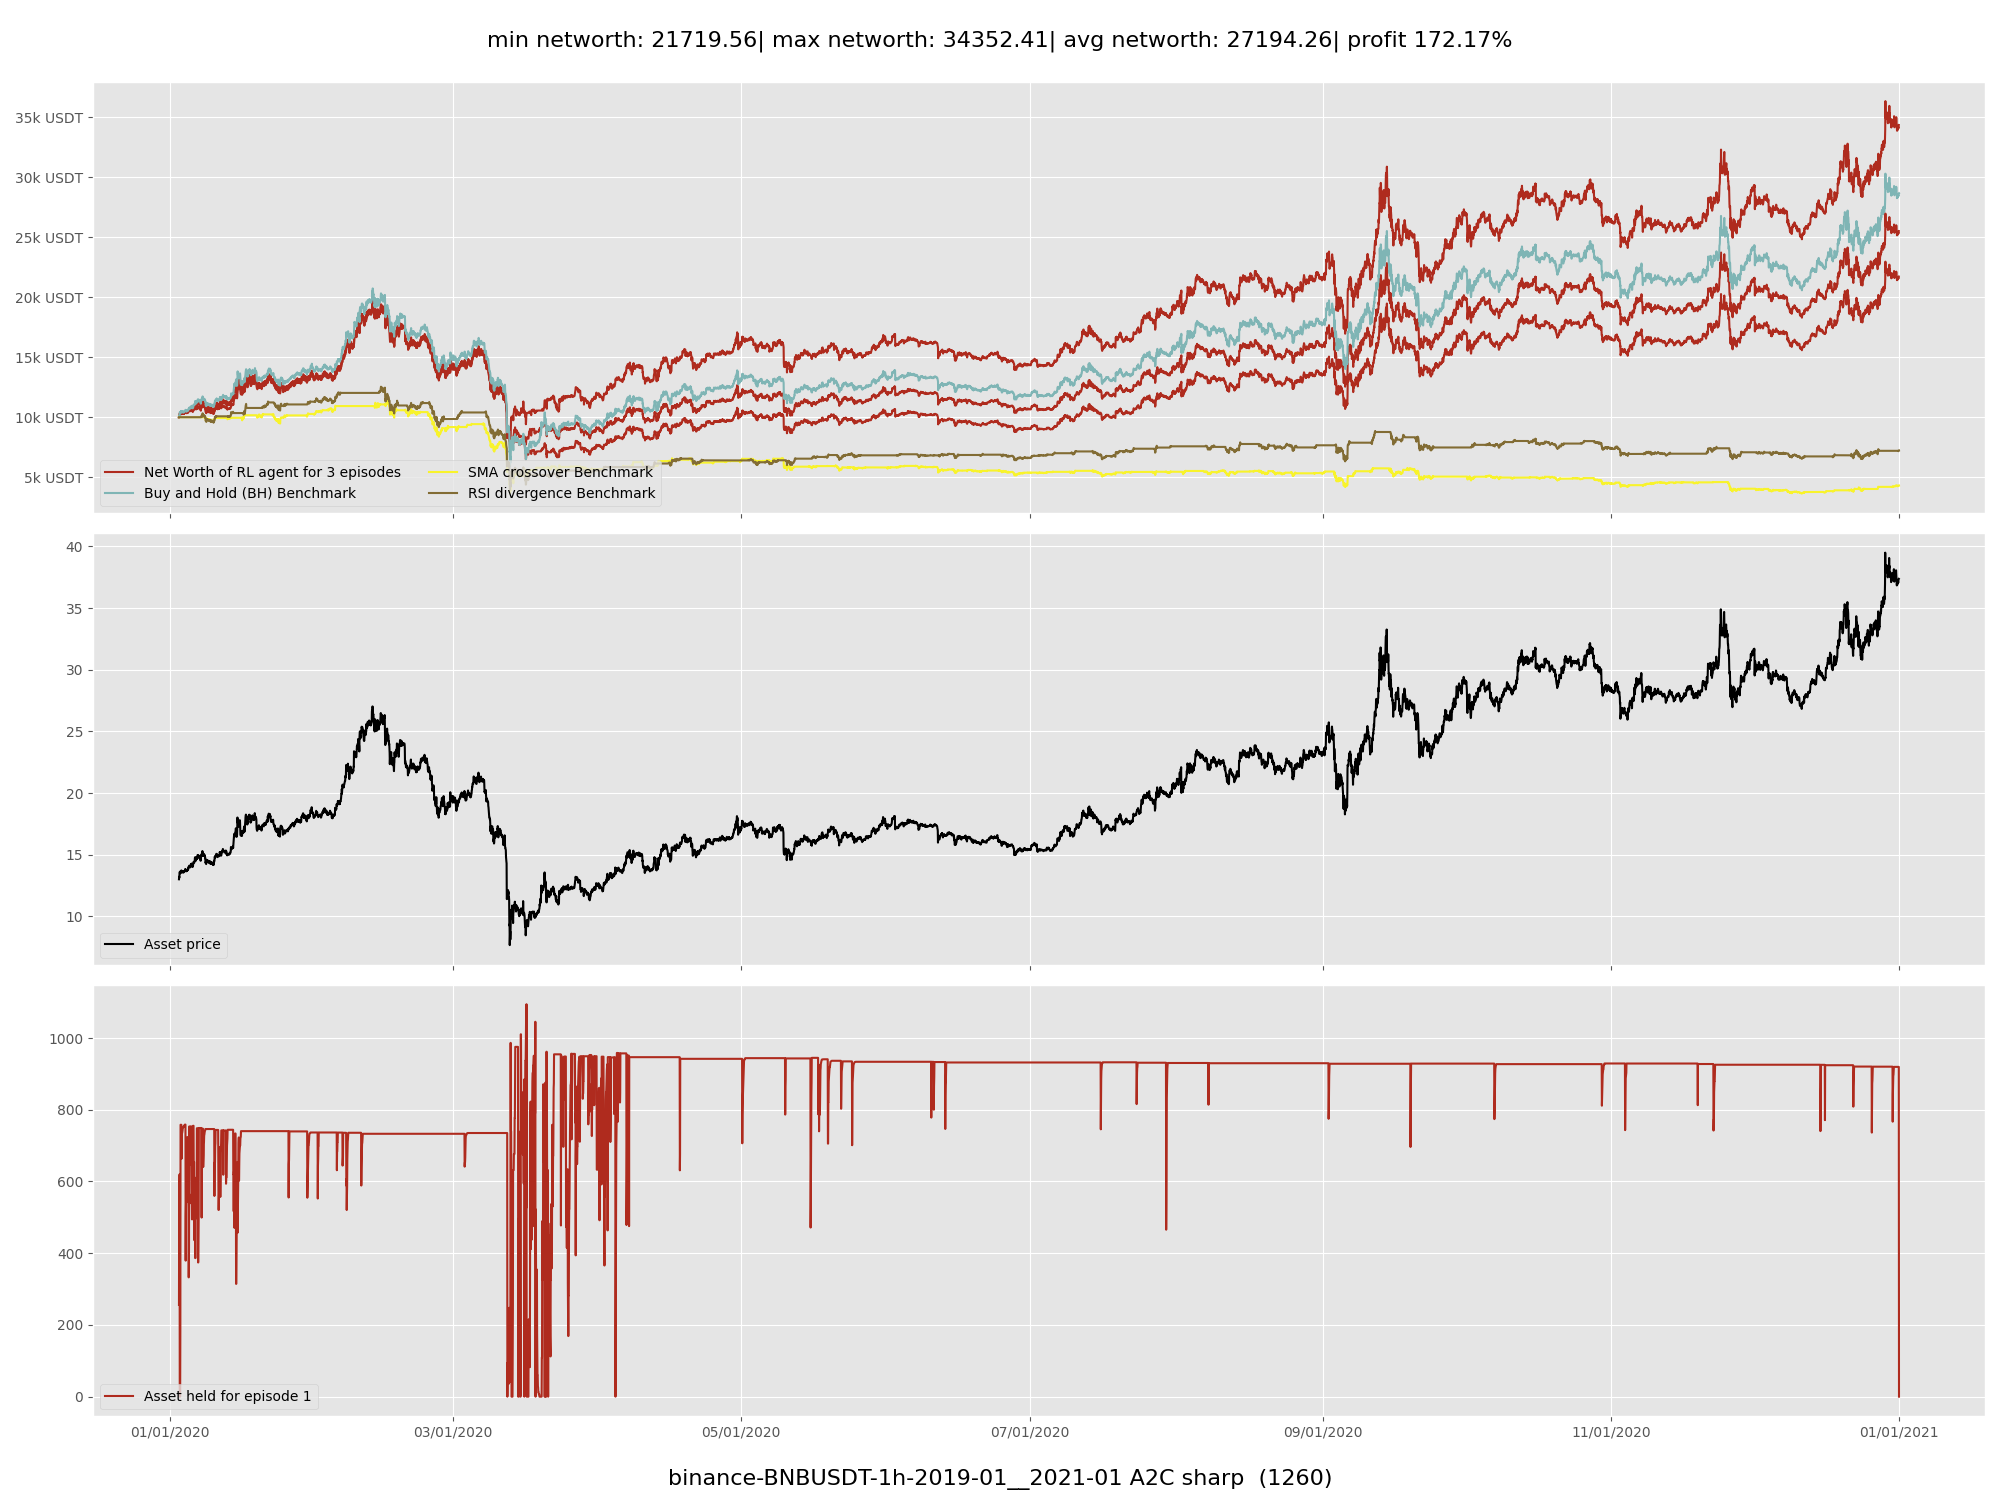 min networth: 21719.56| max networth: 34352.41| avg networth: 27194.26| profit 172.17%
35k USDT
30k USDT
25k USDT
20k USDT
15k USDT
10k USDT
5k USDT
Net Worth of RL agent for 3 episodes
Buy and Hold (BH) Benchmark
SMA crossover Benchmark
RSI divergence Benchmark
40
35
30
25
20
15
10
Asset price
1000
800
600
400
200
0
Asset held for episode 1
01/01/2020
03/01/2020
05/01/2020
07/01/2020
09/01/2020
11/01/2020
01/01/2021
binance-BNBUSDT-1h-2019-01__2021-01 A2C sharp  (1260)